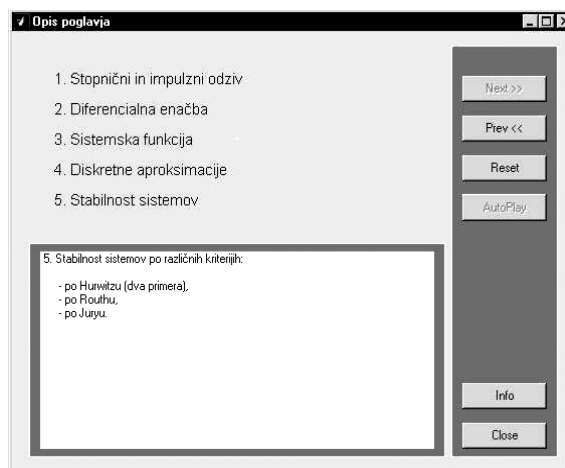 Opis poglavja
1. Stopnični in impulzni odziv
2. Diferencialna enačba
3. Sistemska funkcija
4. Diskretne aproksimacije
5. Stabilnost sistemov
Next >>
Prev <<
Reset
AutoPlay
5. Stabilnost sistemov po različnih kriterijih:
- po Hurwitzu (dva primera),
- po Routhu,
- po Juryu.
Info
Close